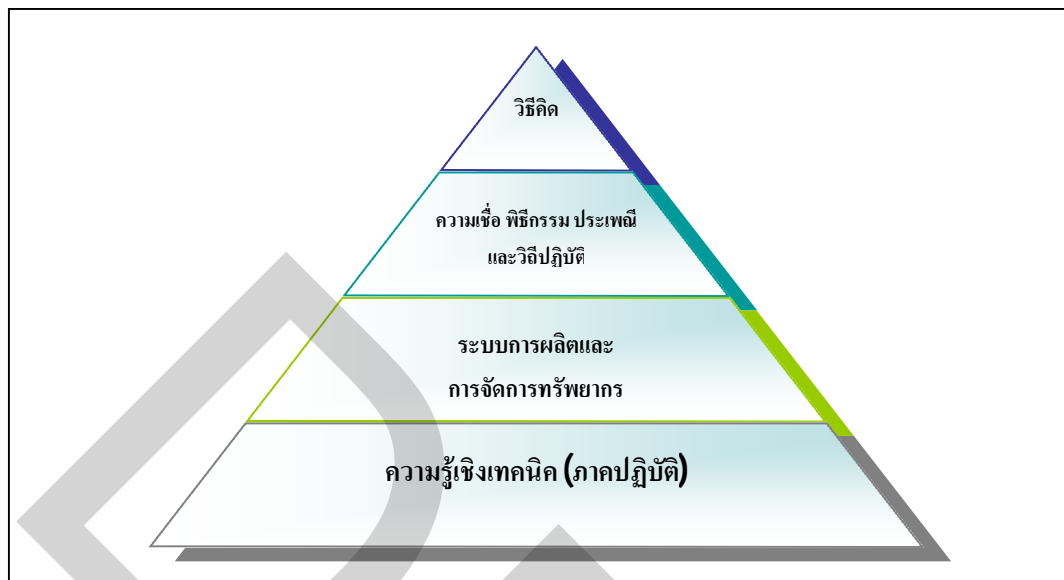 วิธีคิด
ความเชื่อ พิธีกรรม ประเพณี
และวิถีปฏิบัติ
ระบบการผลิตและ
การจัดการทรัพยากร
ความรู้เชิงเทคนิค (ภาคปฏิบัติ)